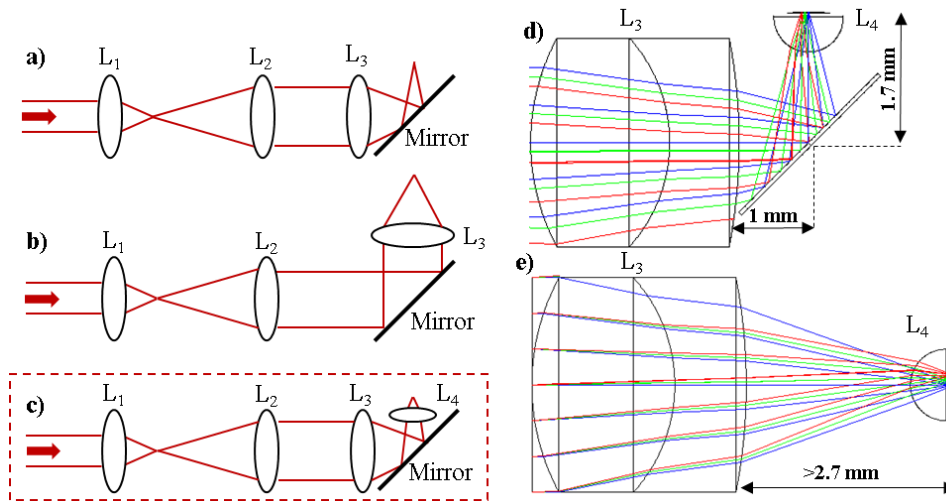 a)
L₁
L₂
L₃
Mirror
b)
L₁
L₂
L₃
Mirror
c)
L₁
L₂
L₃
L₄
Mirror
d)
L₃
L₄
1.7 mm
1 mm
e)
L₃
L₄
>2.7 mm